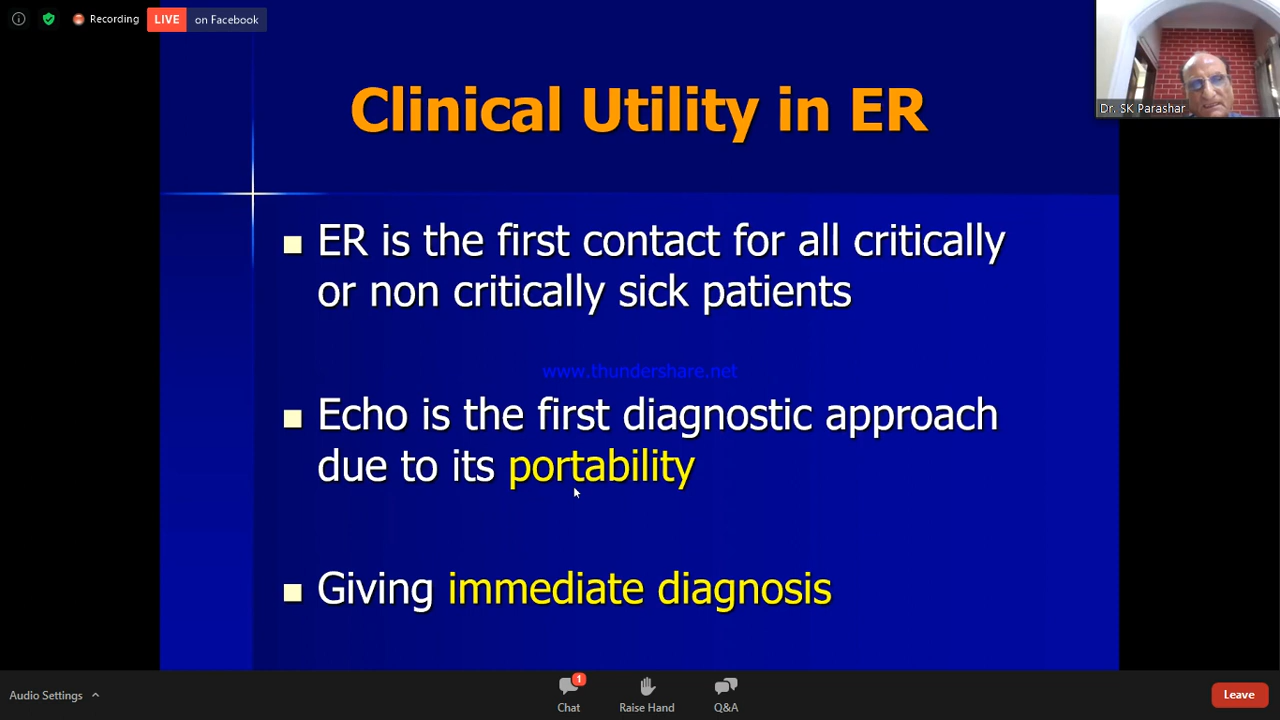 Recording
LIVE on Facebook
Dr. SK Parashar
Clinical Utility in ER
ER is the first contact for all critically
or non critically sick patients
www.thundershare.net
Echo is the first diagnostic approach
due to its portability
Giving immediate diagnosis
Audio Settings
1
Chat
Raise Hand
Q&A
Leave